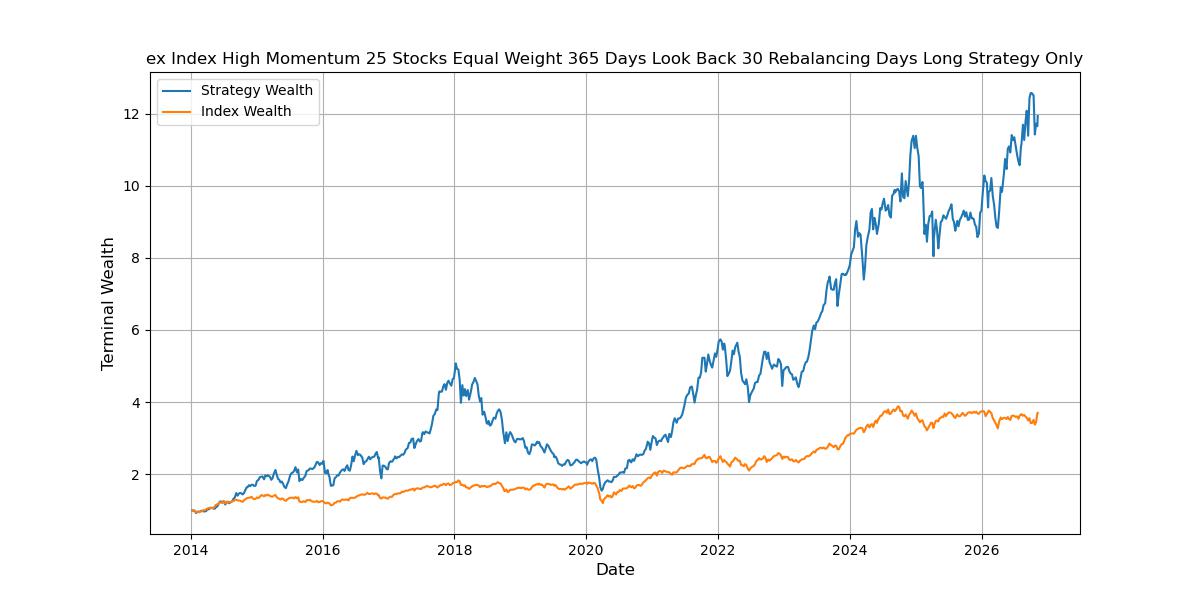 ex Index High Momentum 25 Stocks Equal Weight 365 Days Look Back 30 Rebalancing Days Long Strategy Only
Strategy Wealth
Index Wealth
Terminal Wealth
12
10
8
6
4
2
2014 2016 2018 2020 2022 2024 2026
Date